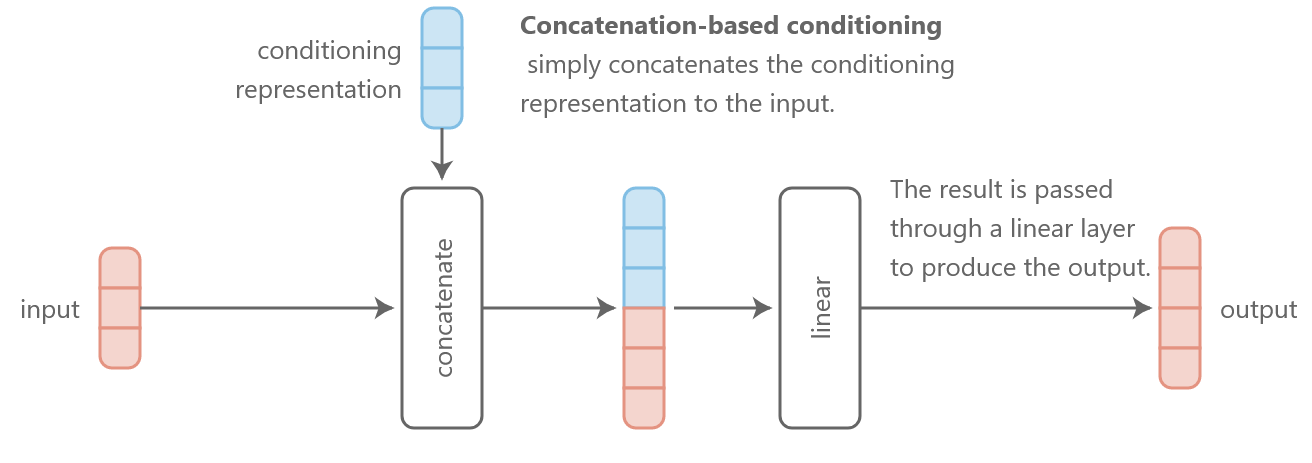 conditioning
representation
Concatenation-based conditioning
simply concatenates the conditioning
representation to the input.
input
concatenate
linear
The result is passed
through a linear layer
to produce the output.
output